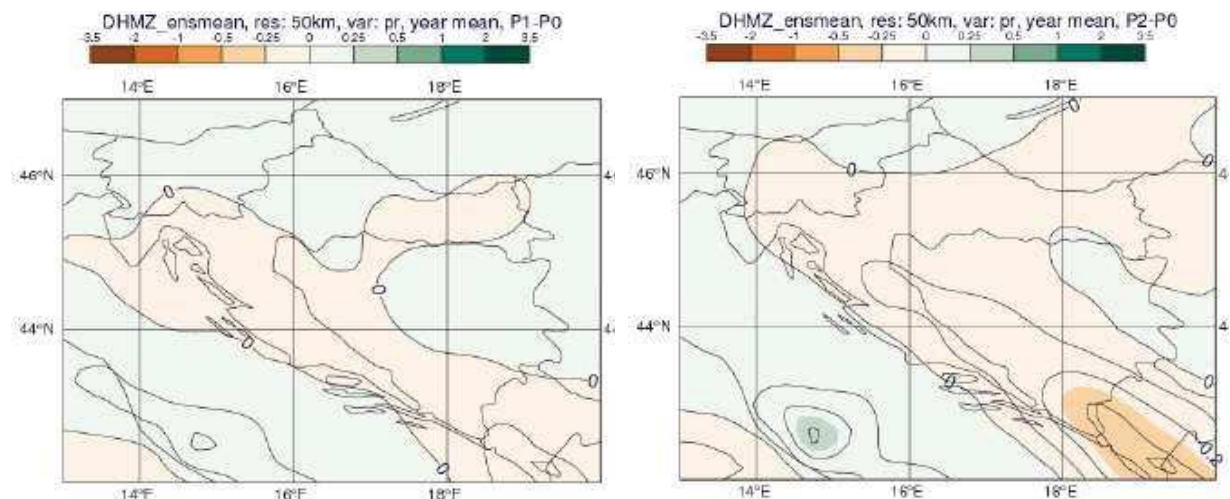 DHMZ_ensmean, res: 50km, var: pr, year mean, P1-P0
-3.5 -2 -1 -0.5 -0.25 0 0.25 0.5 1 2 3.5
14°E 16°E 18°E
46°N
44°N
14°E 16°E 18°E
0 0 0 0 0
DHMZ_ensmean, res: 50km, var: pr, year mean, P2-P0
-3.5 -2 -1 -0.5 -0.25 0 0.25 0.5 1 2 3.5
14°E 16°E 18°E
46°N
44°N
14°E 16°E 18°E
0 0 0 0